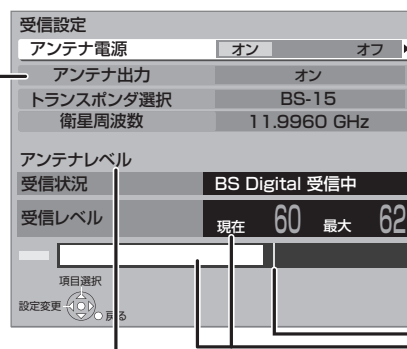 受信設定
アンテナ電源 オン オフ
アンテナ出力 オン
トランスポンダ選択 BS-15
衛星周波数 11.9960 GHz
アンテナレベル
受信状況 BS Digital 受信中
受信レベル 現在 60 最大 62
項目選択
設定変更
戻る